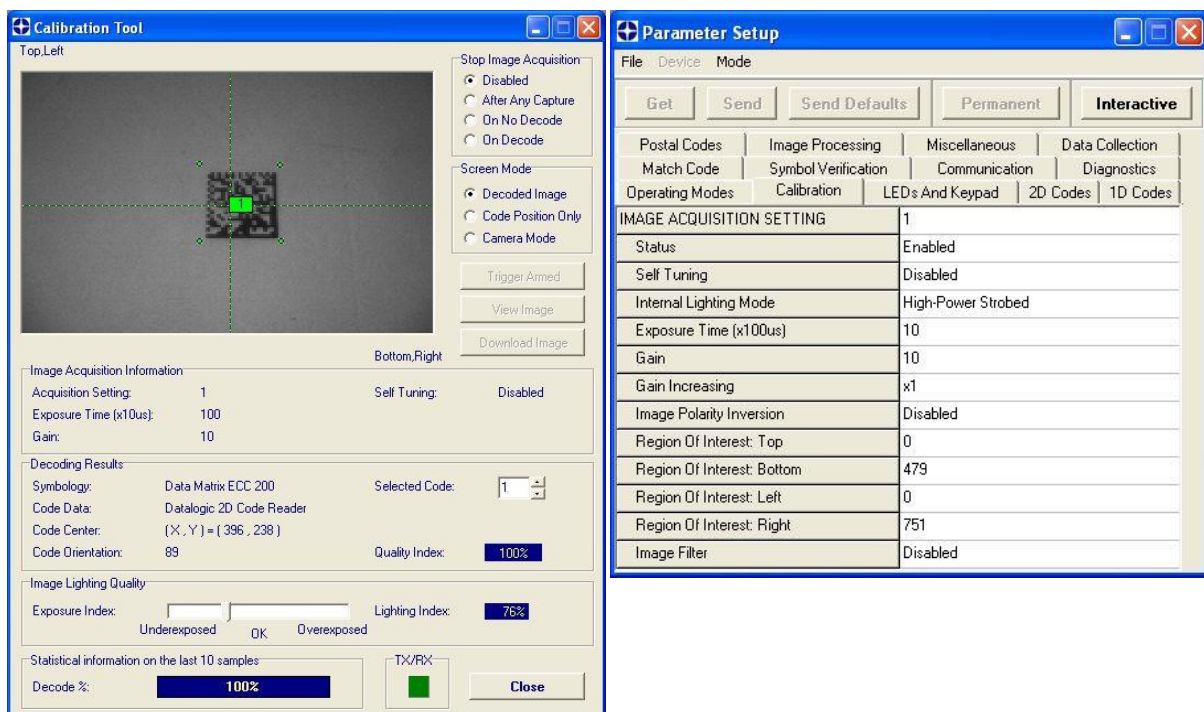 Calibration Tool
Top,Left
1
Bottom,Right
Stop Image Acquisition
Disabled
After Any Capture
On No Decode
On Decode
Screen Mode
Decoded Image
Code Position Only
Camera Mode
Trigger Armed
View Image
Download Image
Image Acquisition Information
Acquisition Setting: 1 Self Tuning: Disabled
Exposure Time (x10us): 100
Gain: 10
Decoding Results
Symbology: Data Matrix ECC 200 Selected Code: 1
Code Data: Datalogic 2D Code Reader
Code Center: (X,Y) = (396,238)
Code Orientation: 89 Quality Index: 100%
Image Lighting Quality
Exposure Index: Lighting Index: 76%
Underexposed OK Overexposed
Statistical information on the last 10 samples
TX/RX
Decode %: 100%
Close
Parameter Setup
File Device Mode
Get Send Send Defaults Permanent Interactive
Postal Codes Image Processing Miscellaneous Data Collection
Match Code Symbol Verification Communication Diagnostics
Operating Modes Calibration LEDs And Keypad 2D Codes 1D Codes
IMAGE ACQUISITION SETTING 1
Status Enabled
Self Tuning Disabled
Internal Lighting Mode High-Power Strobed
Exposure Time (x100us) 10
Gain 10
Gain Increasing x1
Image Polarity Inversion Disabled
Region Of Interest: Top 0
Region Of Interest: Bottom 479
Region Of Interest: Left 0
Region Of Interest: Right 751
Image Filter Disabled